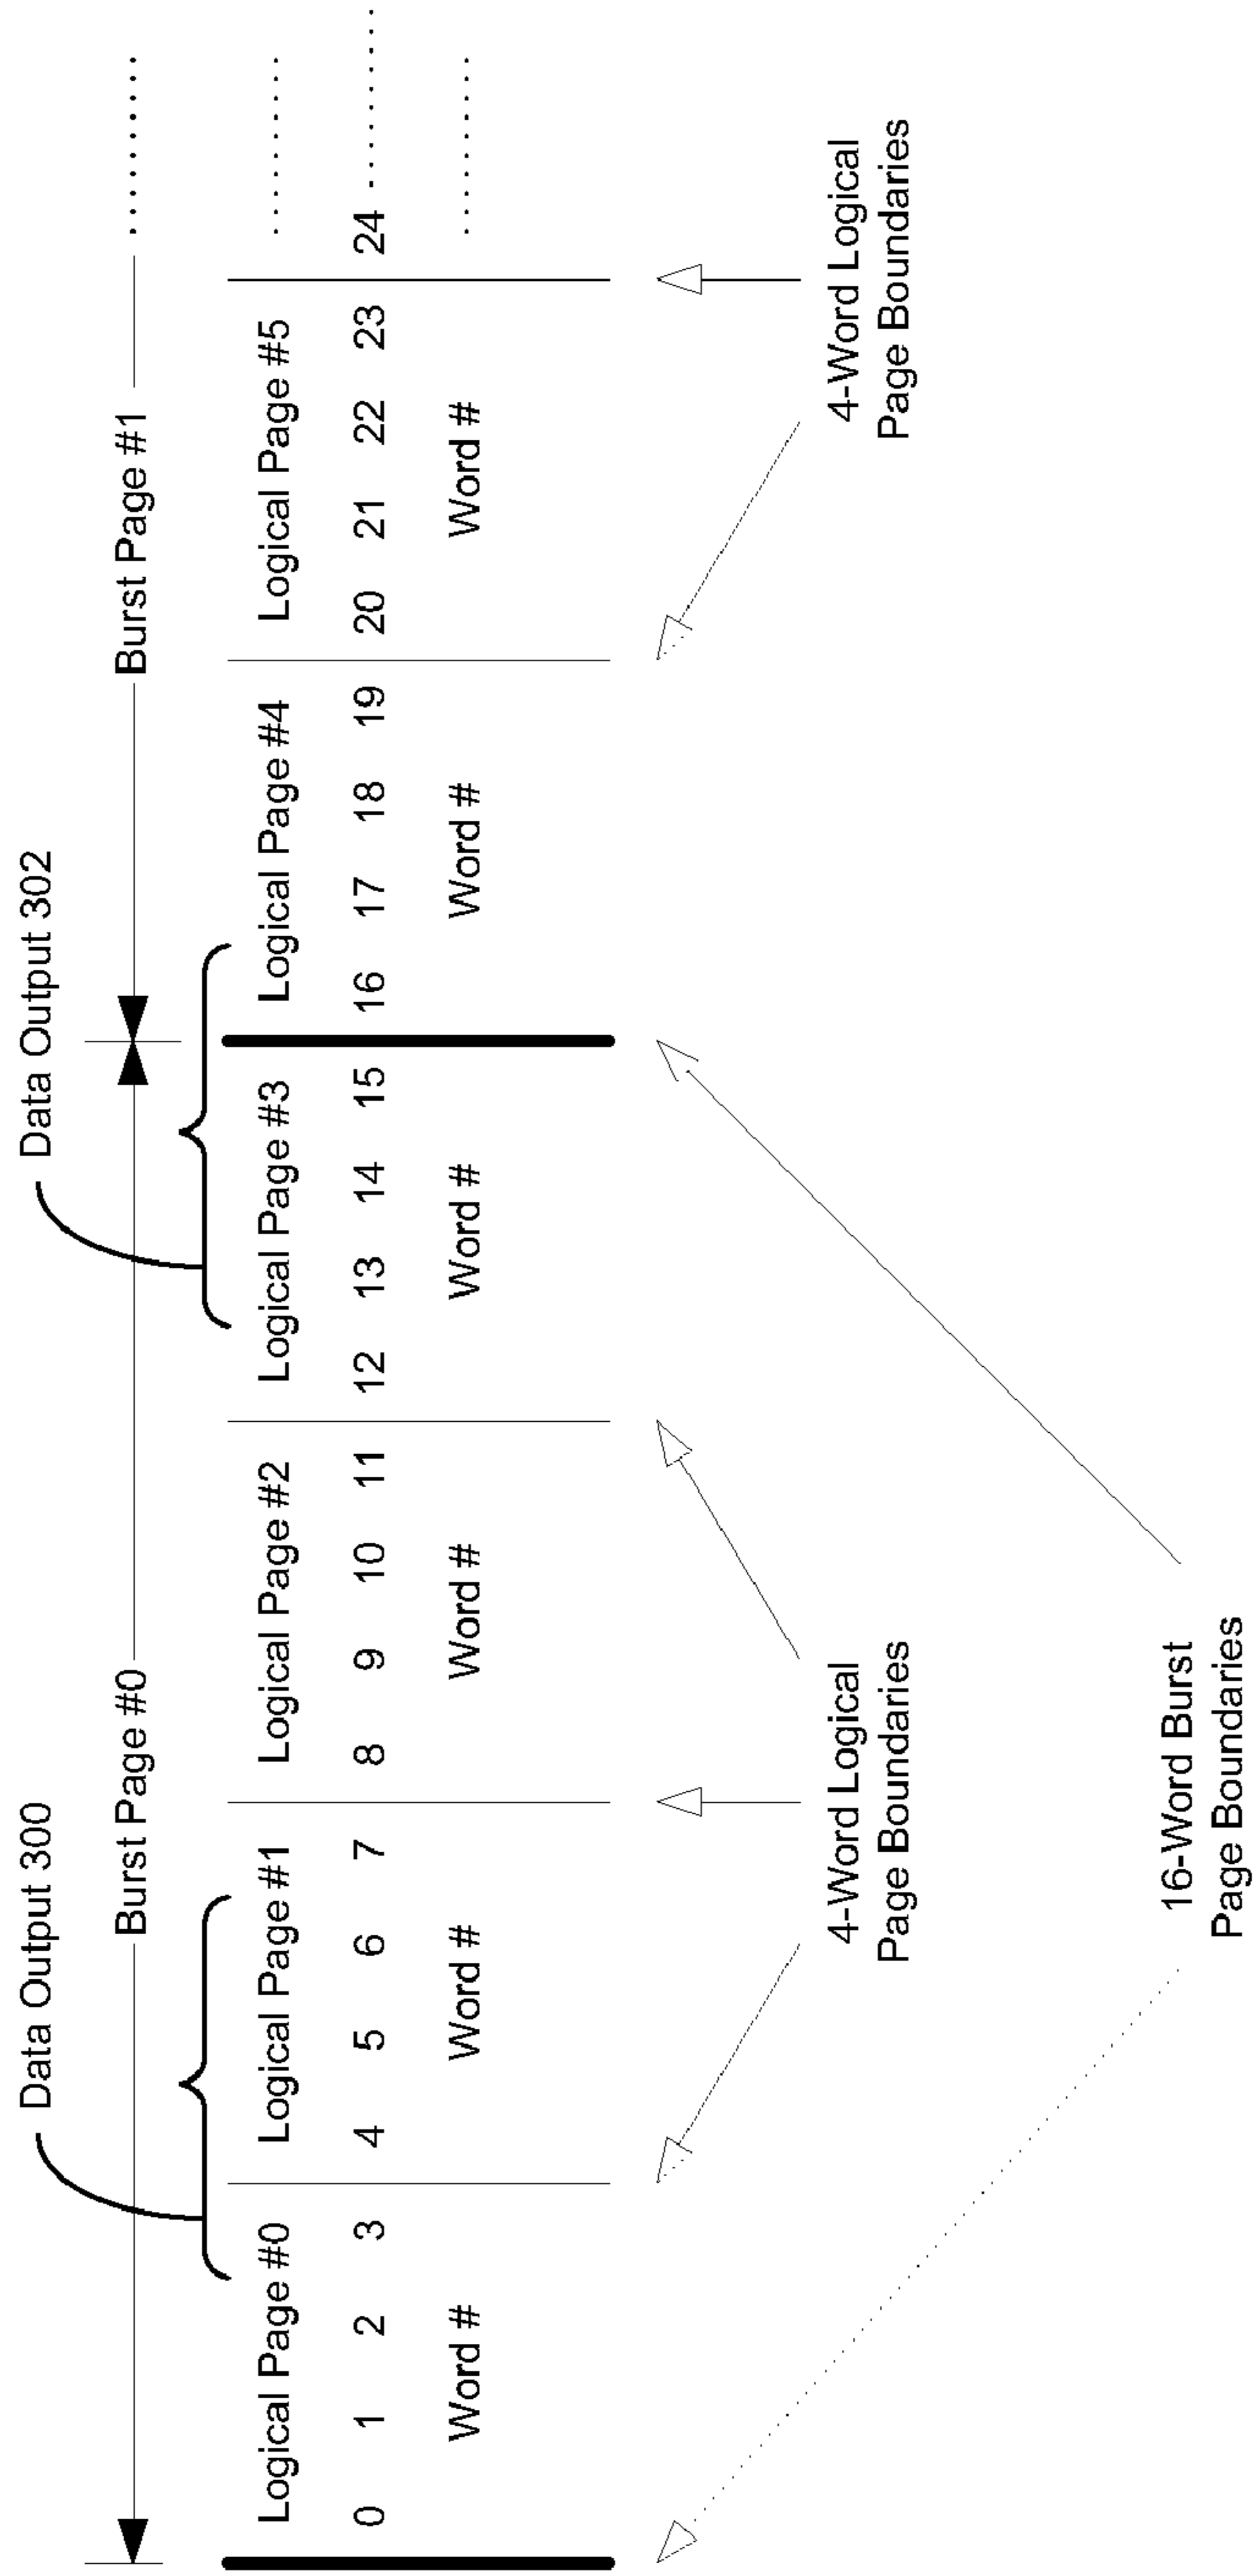 Data Output 300
Data Output 302
Burst Page #0
Burst Page #1
Logical Page #0
Logical Page #1
Logical Page #2
Logical Page #3
Logical Page #4
Logical Page #5
0 1 2 3 4 5 6 7 8 9 10 11 12 13 14 15 16 17 18 19 20 21 22 23 24
Word #
Word #
Word #
Word #
Word #
Word #
4-Word Logical
Page Boundaries
4-Word Logical
Page Boundaries
16-Word Burst
Page Boundaries